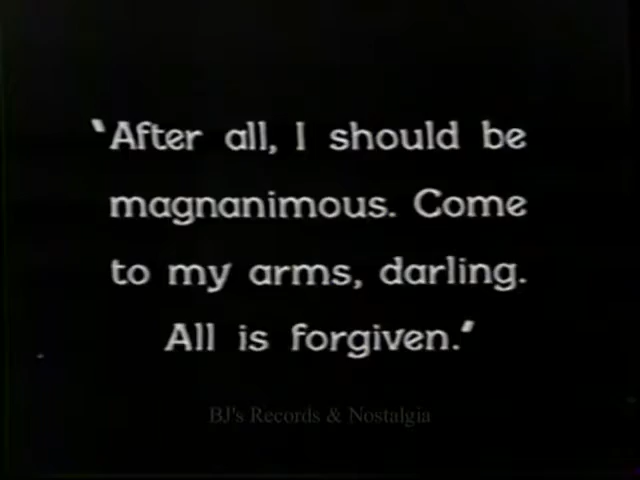 "After all, I should be
magnanimous. Come
to my arms, darling.
All is forgiven."
BJ's Records & Nostalgia